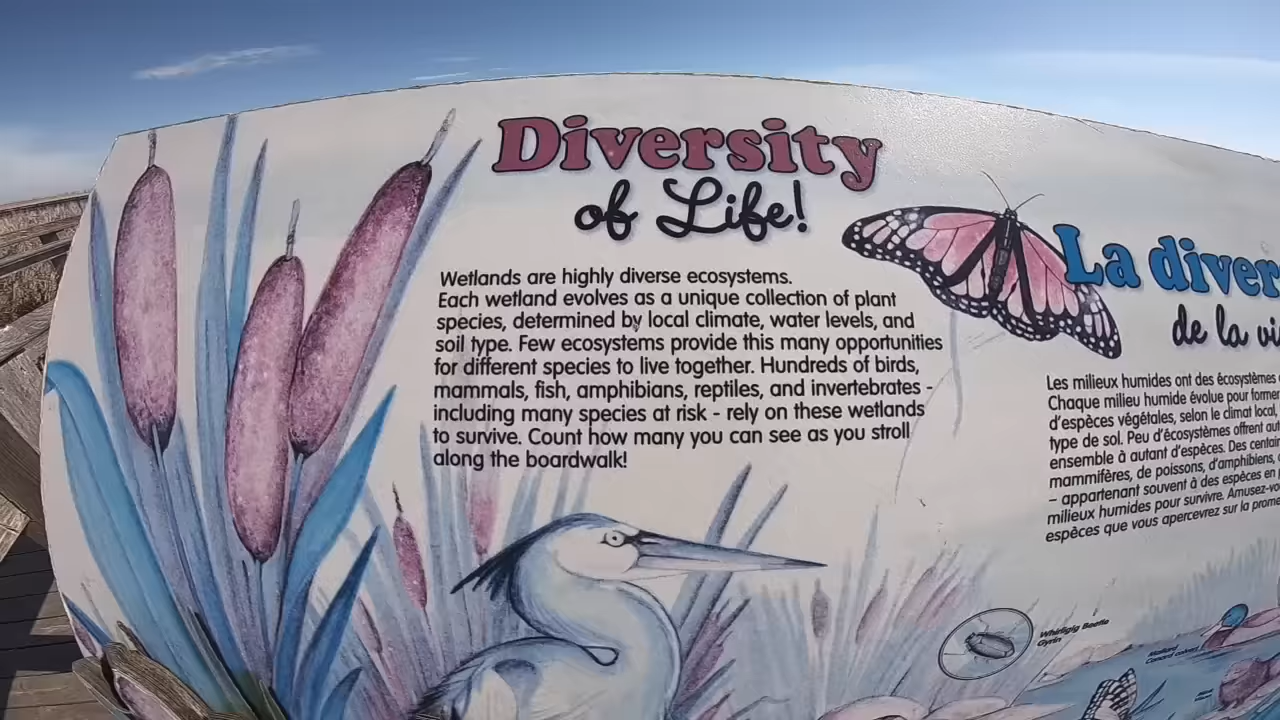 Diversity
of Life!
Wetlands are highly diverse ecosystems.
Each wetland evolves as a unique collection of plant
species, determined by local climate, water levels, and
soil type. Few ecosystems provide this many opportunities
for different species to live together. Hundreds of birds,
mammals, fish, amphibians, reptiles, and invertebrates -
including many species at risk - rely on these wetlands
to survive. Count how many you can see as you stroll
along the boardwalk!
La diver
de la vi
Les milieux humides ont des écosystèmes
Chaque milieu humide évolue pour former
d'espèces végétales, selon le climat local,
type de sol. Peu d'écosystèmes offrent aut
ensemble à autant d'espèces. Des centai
mammifères, de poissons, d'amphibiens,
– appartenant souvent à des espèces en
milieux humides pour survivre. Amusez-vo
espèces que vous apercevrez sur la prome
Whirligig Beetle
Gyrin
Mallard
Canard colvert